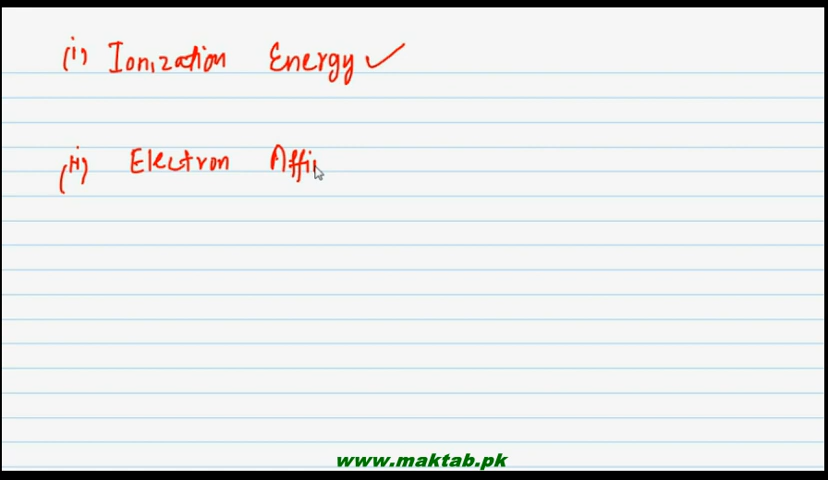 (i) Ionization Energy ✓
(ii) Electron Affi
www.maktab.pk